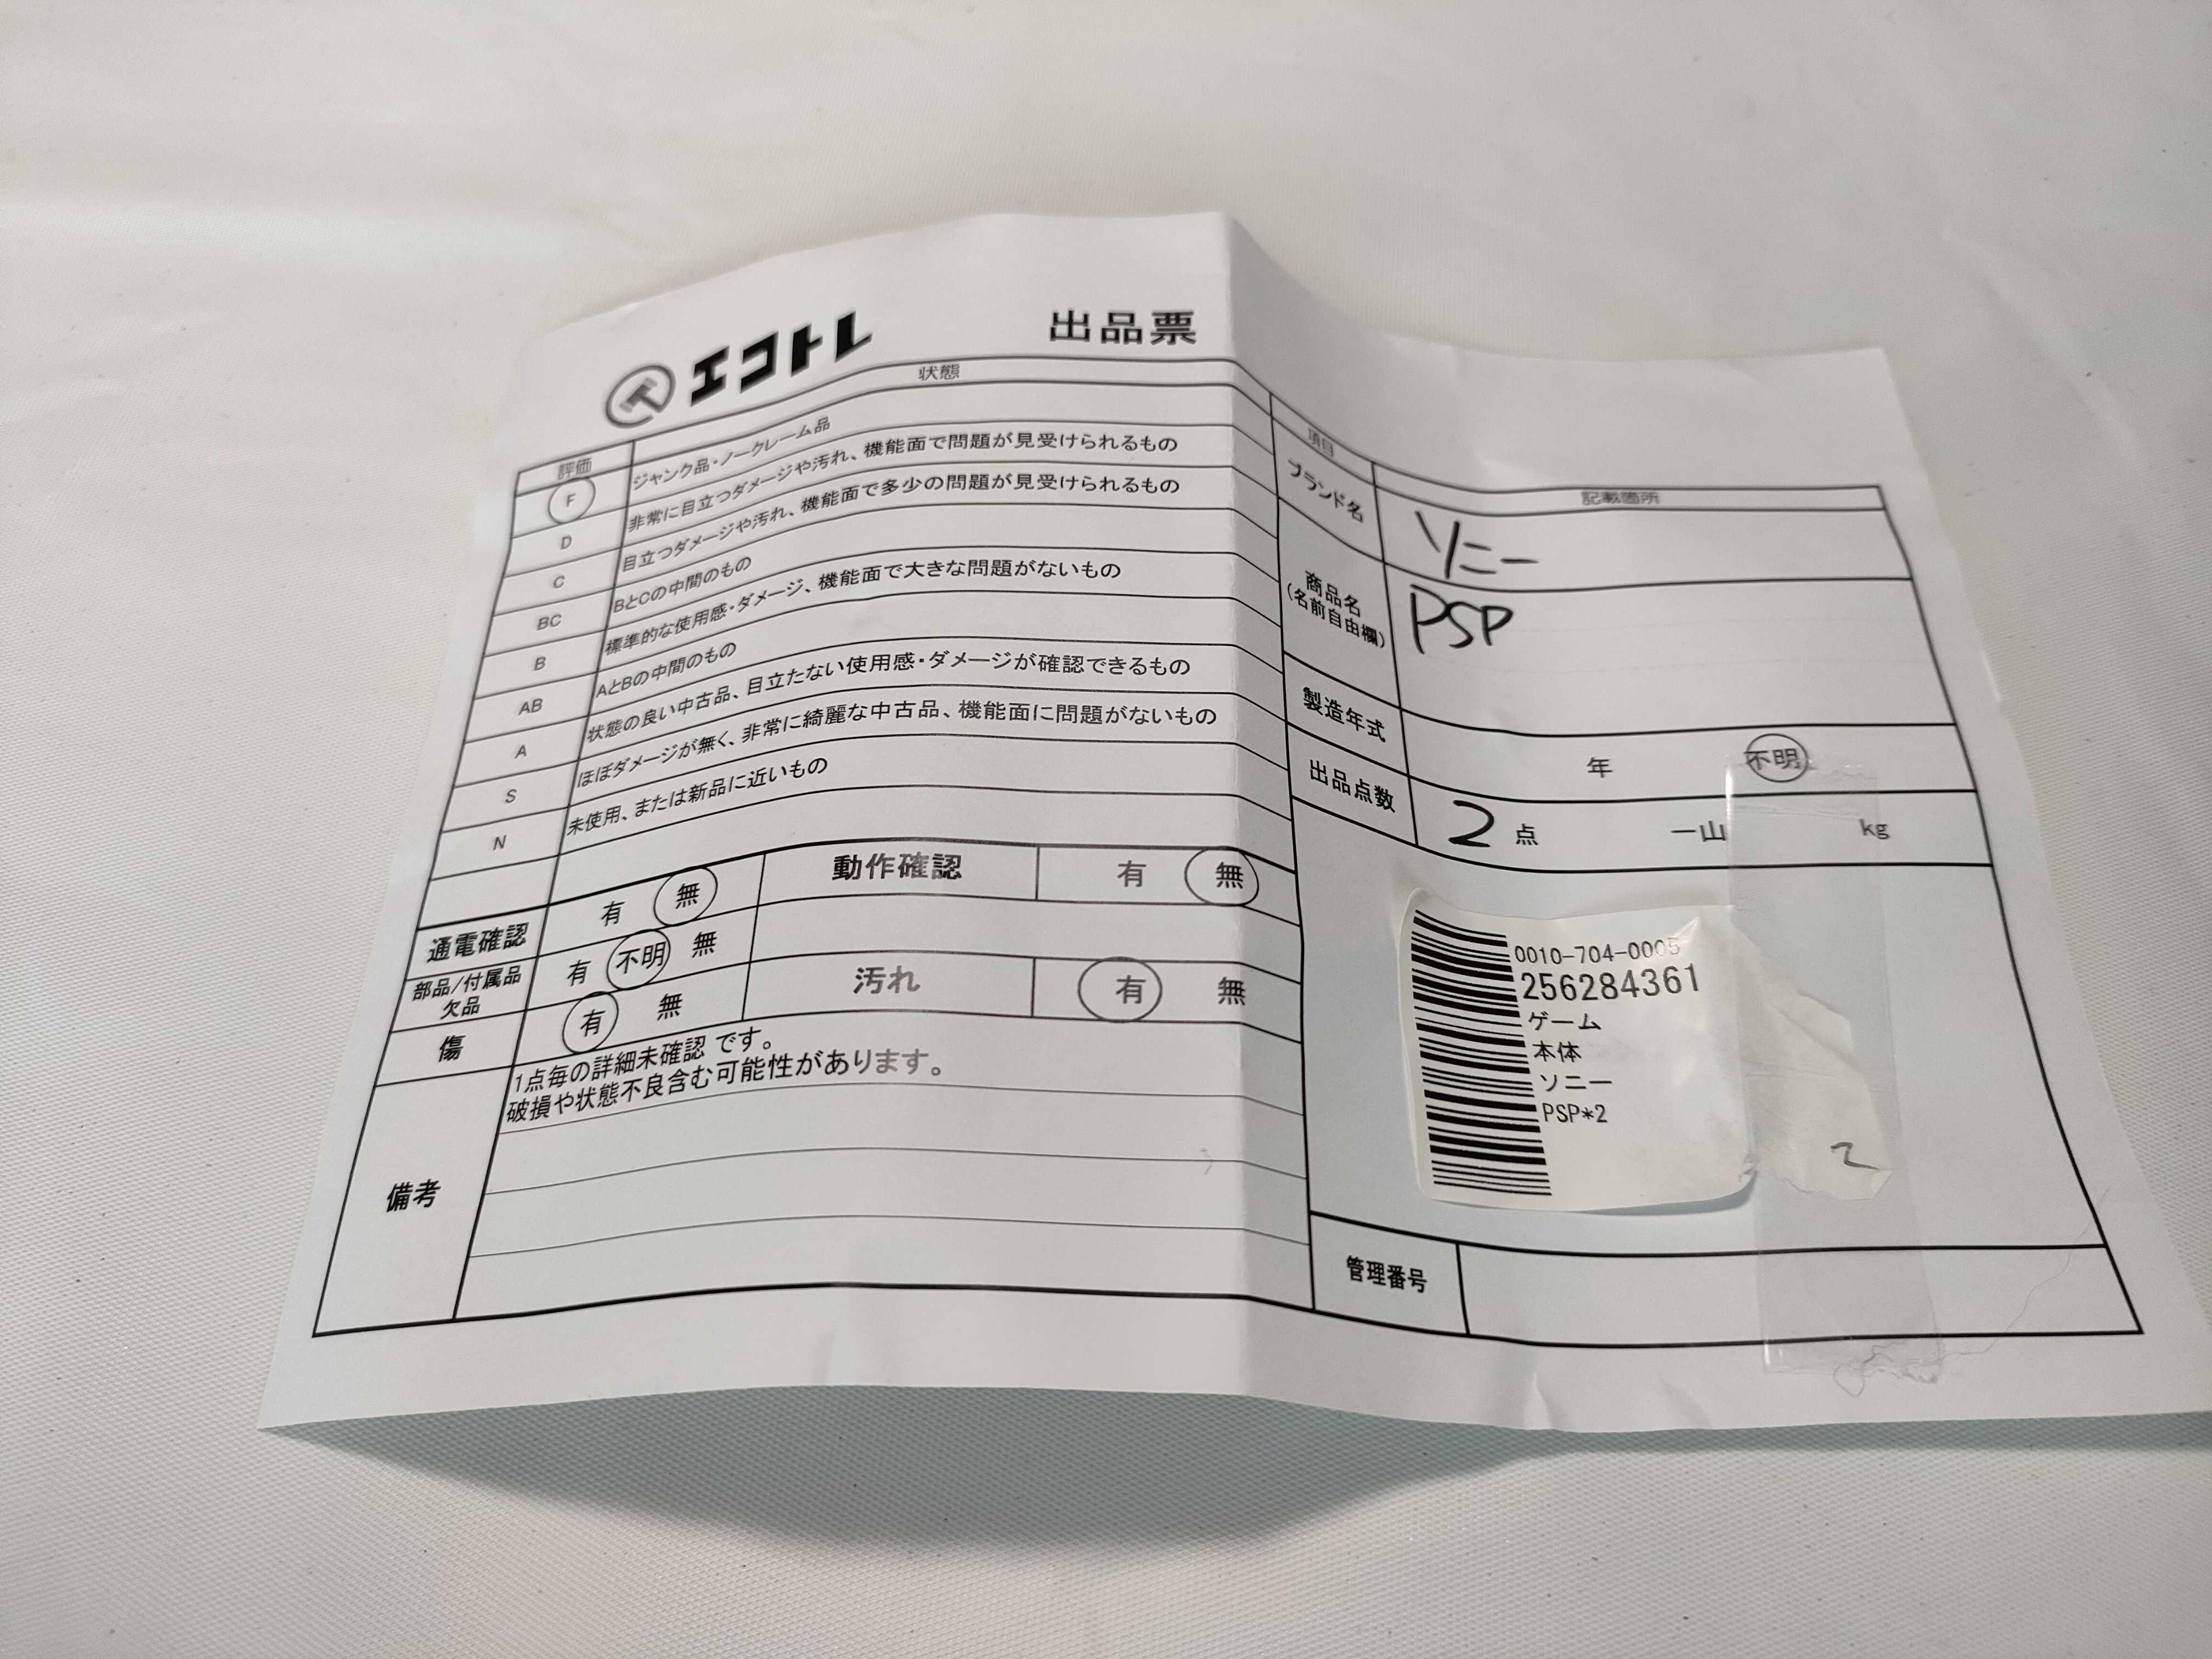 エコトレ 出品票
評価 状態
F ジャンク品・ノークレーム品
D 非常に目立つダメージや汚れ、機能面で問題が見受けられるもの
C 目立つダメージや汚れ、機能面で多少の問題が見受けられるもの
BC BとCの中間のもの
B 標準的な使用感・ダメージ、機能面で大きな問題がないもの
AB AとBの中間のもの
A 状態の良い中古品、目立たない使用感・ダメージが確認できるもの
S ほぼダメージが無く、非常に綺麗な中古品、機能面に問題がないもの
N 未使用、または新品に近いもの
通電確認 有 無 動作確認 有 無
部品/付属品
欠品 有 不明 無
傷 有 無 汚れ 有 無
備考
1点毎の詳細未確認 です。
破損や状態不良含む可能性があります。
項目 記載箇所
ブランド名 ソニー
商品名
(名前自由欄)
PSP
製造年式 年 不明
出品点数 2 点 一山 kg
0010-704-0005
256284361
ゲーム
本体
ソニー
PSP*2
2
管理番号